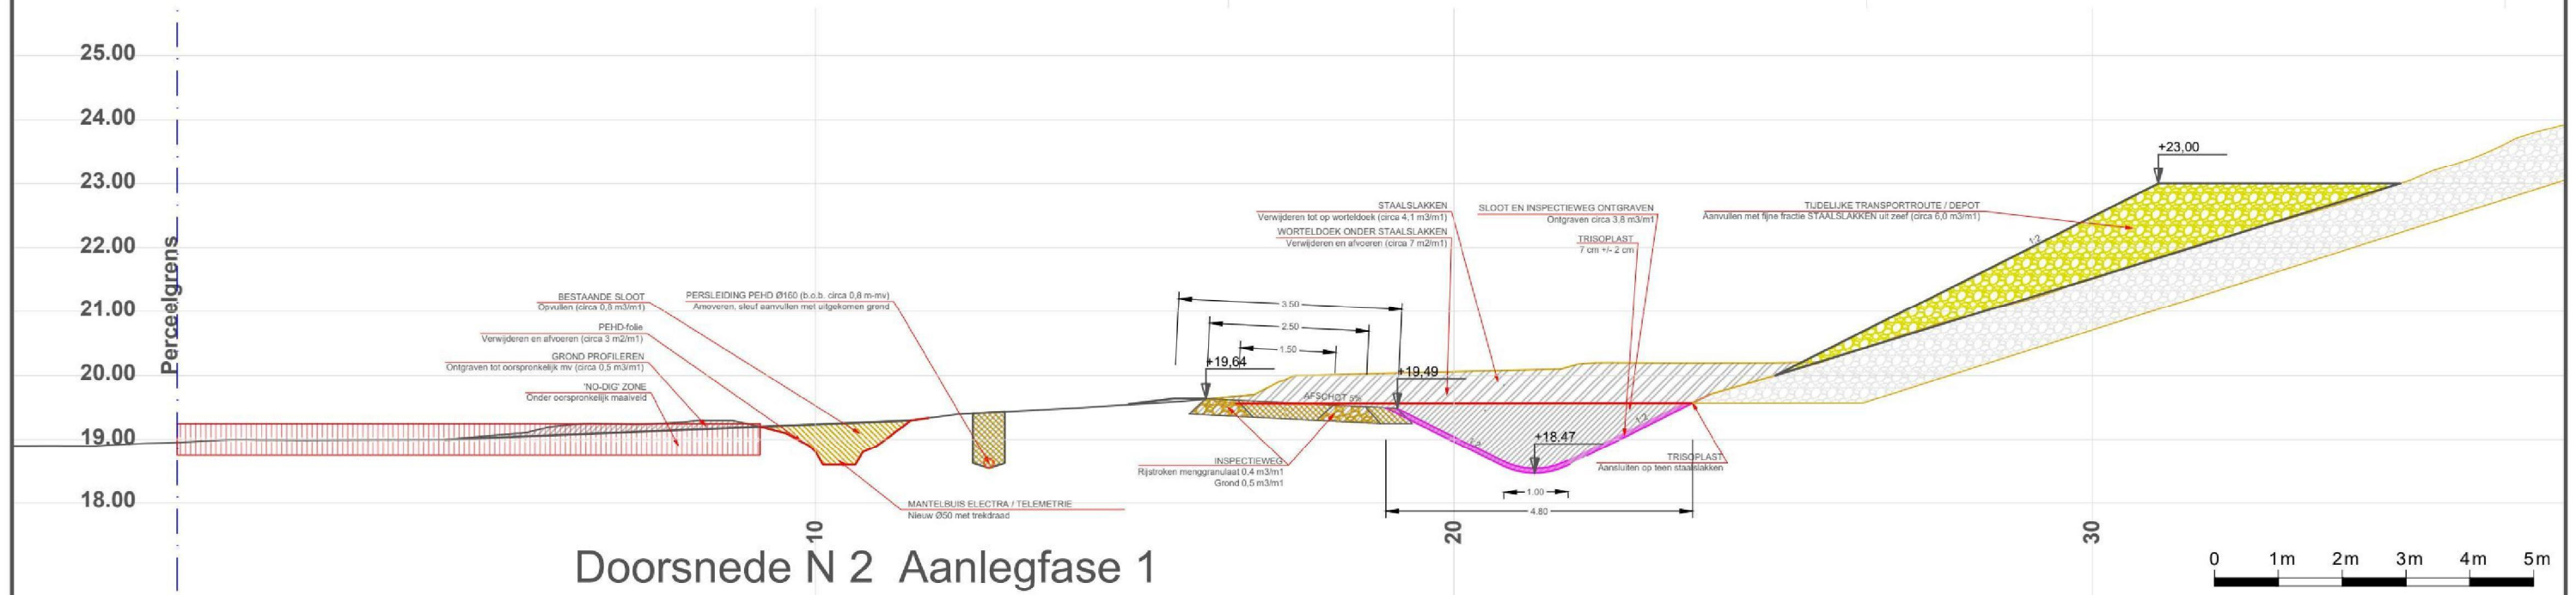 25.00
24.00
23.00
22.00
21.00
20.00
19.00
18.00
Perceelgrens
BESTAANDE SLOOT
Opvullen (circa 0,8 m3/m1)
PEHD-folie
Verwijderen en afvoeren (circa 3 m2/m1)
GROND PROFILEREN
Ontgraven tot oorspronkelijk mv (circa 0,5 m3/m1)
'NO-DIG' ZONE
Onder oorspronkelijk maaiveld
PERSLEIDING PEHD Ø160 (b.o.b. circa 0,8 m-mv)
Amoveren, sleuf aanvullen met uitgekomen grond
MANTELBUIS ELECTRA / TELEMETRIE
Nieuw Ø50 met trekdraad
3.50
2.50
1.50
+19,64
+19,49
AFSCHOT 5%
INSPECTIEWEG
Rijstroken menggranulaat 0,4 m3/m1
Grond 0,5 m3/m1
STAALSLAKKEN
Verwijderen tot op worteldoek (circa 4,1 m3/m1)
WORTELDOEK ONDER STAALSLAKKEN
Verwijderen en afvoeren (circa 7 m2/m1)
SLOOT EN INSPECTIEWEG ONTGRAVEN
Ontgraven circa 3,8 m3/m1
TRISOPLAST
7 cm +/- 2 cm
1:2
1:2
+18.47
TRISOPLAST
Aansluiten op teen staalslakken
1.00
4.80
TIJDELIJKE TRANSPORTROUTE / DEPOT
Aanvullen met fijne fractie STAALSLAKKEN uit zeef (circa 6,0 m3/m1)
1:2
+23,00
10
20
30
Doorsnede N 2 Aanlegfase 1
0 1m 2m 3m 4m 5m